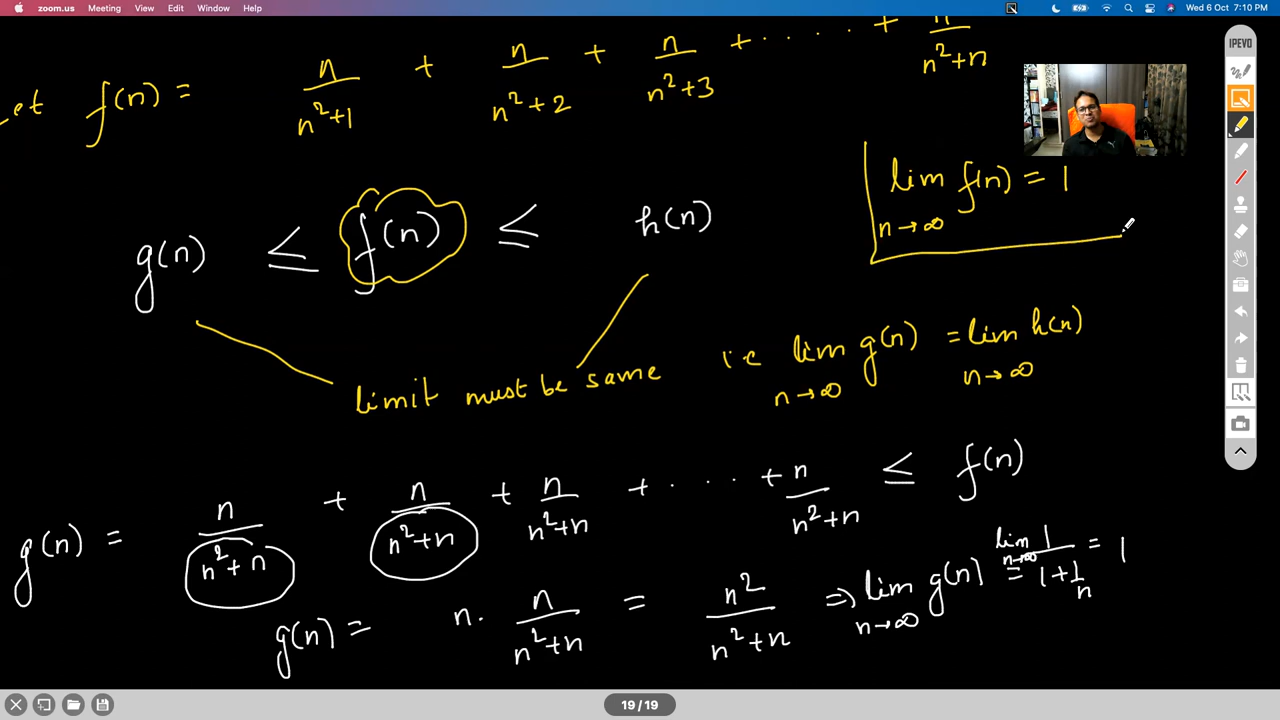 zoom.us Meeting View Edit Window Help Wed 6 Oct 7:10 PM
IPEVO
Let f(n) = n/(n²+1) + n/(n²+2) + n/(n²+3) + ····· + n/(n²+n)
lim n→∞ f(n) = 1
g(n) ≤ f(n) ≤ h(n)
limit must be same i.e lim n→∞ g(n) = lim n→∞ h(n)
g(n) = n/(n²+n) + n/(n²+n) + n/(n²+n) + ···· + n/(n²+n) ≤ f(n)
g(n) = n · n/(n²+n) = n²/(n²+n) ⇒ lim n→∞ g(n) = lim n→∞ 1/(1+1/n) = 1
19 / 19